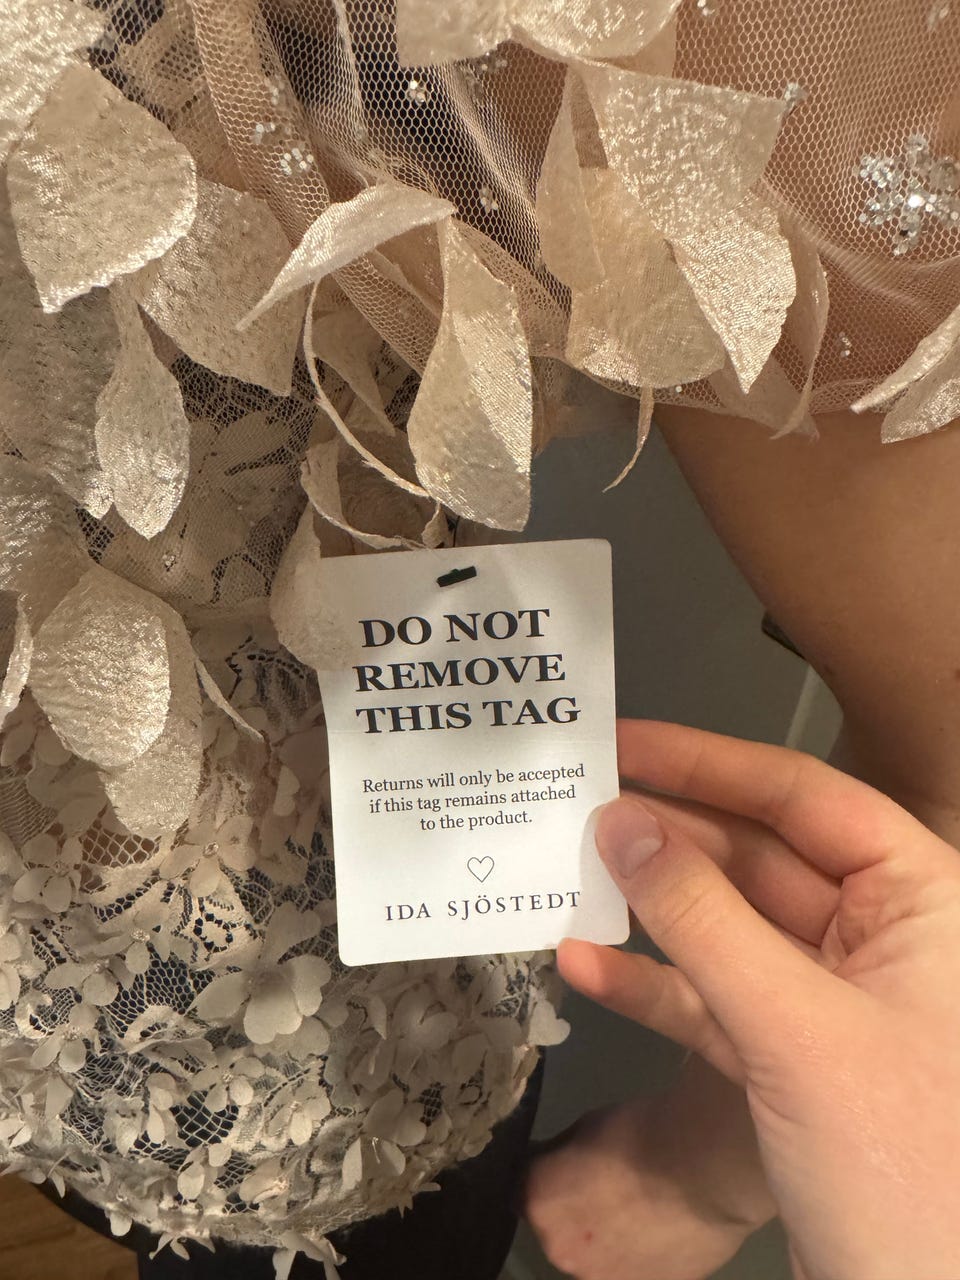 DO NOT
REMOVE
THIS TAG
Returns will only be accepted
if this tag remains attached
to the product.
IDA SJÖSTEDT